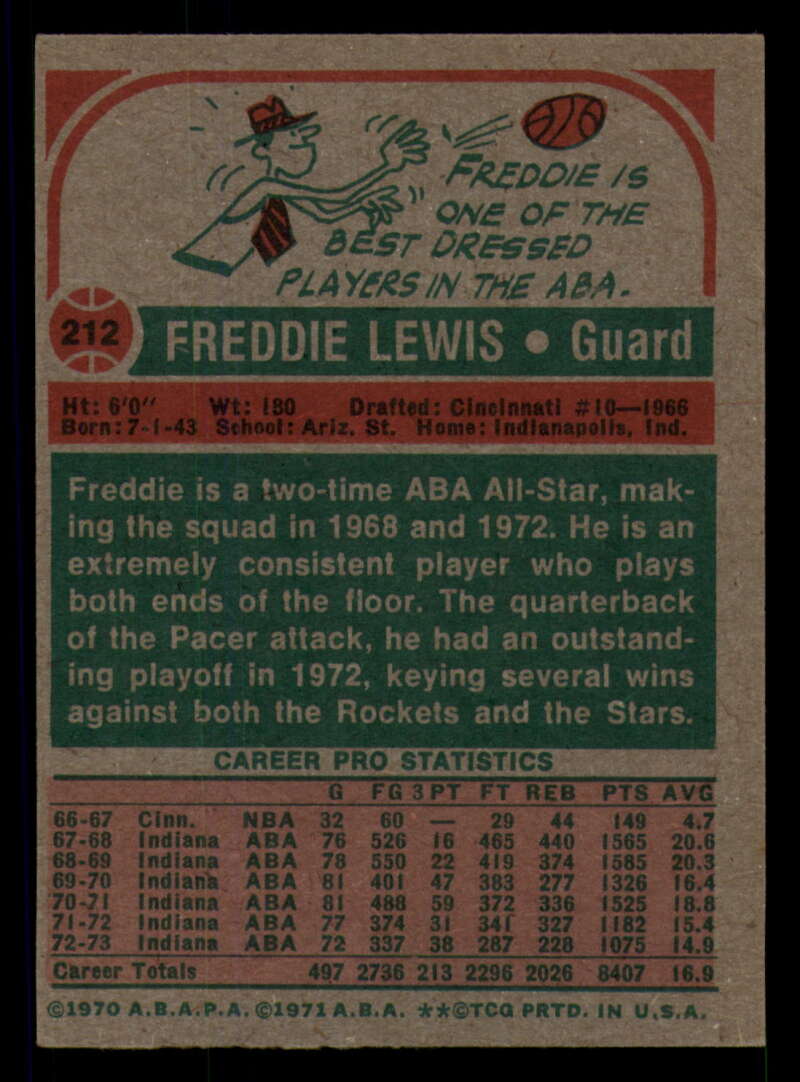 FREDDIE IS
ONE OF THE
BEST DRESSED
PLAYERS IN THE ABA.
212 FREDDIE LEWIS • Guard
Ht: 6'0" Wt: 180 Drafted: Cincinnati #10—1966
Born: 7-1-43 School: Ariz. St. Home: Indianapolis, Ind.
Freddie is a two-time ABA All-Star, mak-
ing the squad in 1968 and 1972. He is an
extremely consistent player who plays
both ends of the floor. The quarterback
of the Pacer attack, he had an outstand-
ing playoff in 1972, keying several wins
against both the Rockets and the Stars.
CAREER PRO STATISTICS
G FG 3PT FT REB PTS AVG
66-67 Cinn. NBA 32 60 — 29 44 149 4.7
67-68 Indiana ABA 76 526 16 465 440 1565 20.6
68-69 Indiana ABA 78 550 22 419 374 1585 20.3
69-70 Indiana ABA 81 401 47 383 277 1326 16.4
70-71 Indiana ABA 81 488 59 372 336 1525 18.8
71-72 Indiana ABA 77 374 31 341 327 1182 15.4
72-73 Indiana ABA 72 337 38 287 228 1075 14.9
Career Totals 497 2736 213 2296 2026 8407 16.9
©1970 A.B.A.P.A. ©1971 A.B.A. **©TCG PRTD. IN U.S.A.